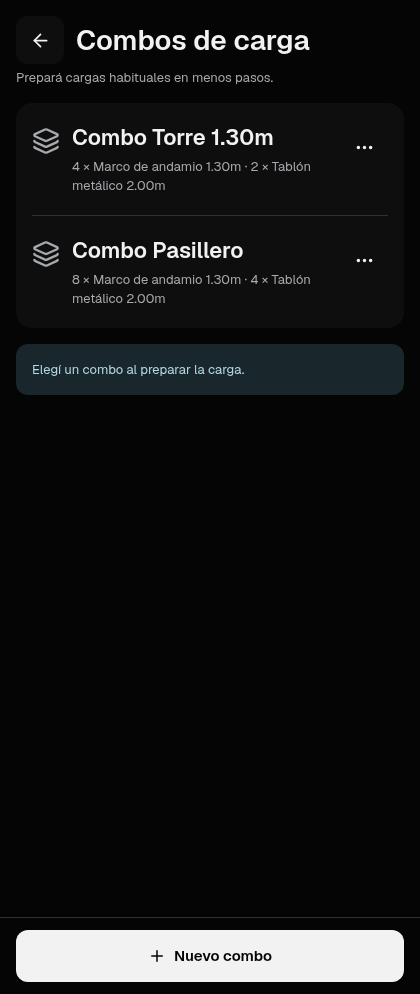 Combos de carga
Prepará cargas habituales en menos pasos.
Combo Torre 1.30m
4 × Marco de andamio 1.30m · 2 × Tablón
metálico 2.00m
Combo Pasillero
8 × Marco de andamio 1.30m · 4 × Tablón
metálico 2.00m
Elegí un combo al preparar la carga.
Nuevo combo